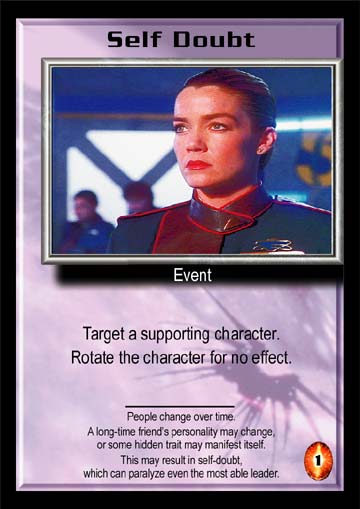 Self Doubt
Event
Target a supporting character.
Rotate the character for no effect.
People change over time.
A long-time friend's personality may change,
or some hidden trait may manifest itself.
This may result in self-doubt,
which can paralyze even the most able leader.
1